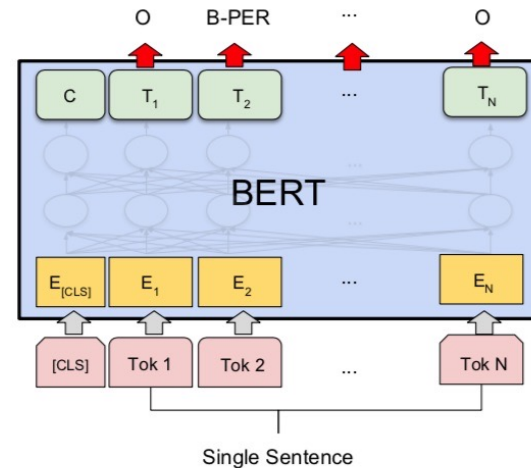 O B-PER ... O
C T1 T2 ... TN
...
BERT
...
E[CLS] E1 E2 ... EN
[CLS] Tok 1 Tok 2 ... Tok N
Single Sentence